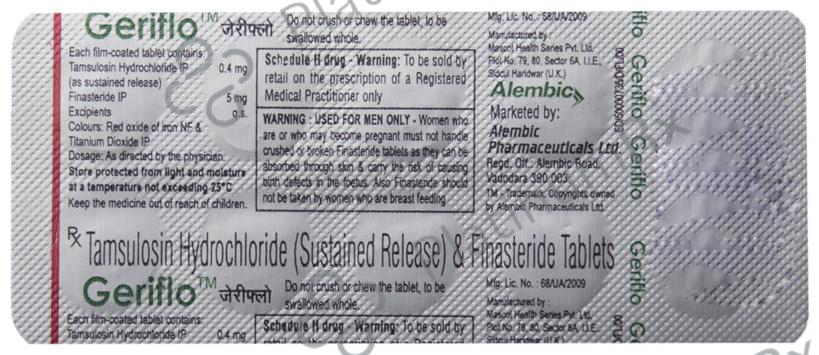 Geriflo™ जेरीफ्लो
Do not crush or chew the tablet, to be
swallowed whole.
Each film-coated tablet contains:
Tamsulosin Hydrochloride IP 0.4 mg
(as sustained release)
Finasteride IP 5 mg
Excipients q.s.
Colours: Red oxide of iron NF &
Titanium Dioxide IP
Dosage: As directed by the physician.
Store protected from light and moisture
at a temperature not exceeding 25°C
Keep the medicine out of reach of children.
Schedule H drug - Warning: To be sold by
retail on the prescription of a Registered
Medical Practitioner only
WARNING : USED FOR MEN ONLY - Women who
are or who may become pregnant must not handle
crushed or broken Finasteride tablets as they can be
absorbed through skin & carry the risk of causing
birth defects in the foetus. Also Finasteride should
not be taken by women who are breast feeding
Mfg. Lic. No. : 68/UA/2009
Manufactured by :
Mascot Health Series Pvt. Ltd.
Plot No. 79, 80, Sector 6A, I.I.E.,
Sidcul Haridwar (U.K.)
Alembic
Marketed by:
Alembic
Pharmaceuticals Ltd.
Regd. Off.: Alembic Road,
Vadodara 390 003
TM - Trademark, Copyrights owned
by Alembic Pharmaceuticals Ltd.
Geriflo Geriflo Geriflo Geriflo Geriflo
Rx Tamsulosin Hydrochloride (Sustained Release) & Finasteride Tablets
Geriflo™ जेरीफ्लो
Do not crush or chew the tablet, to be
swallowed whole.
Each film-coated tablet contains:
Tamsulosin Hydrochloride IP 0.4 mg
Schedule H drug - Warning: To be sold by
retail on the prescription of a Registered
Mfg. Lic. No. : 68/UA/2009
Manufactured by :
Mascot Health Series Pvt. Ltd.
Plot No. 79, 80, Sector 6A, I.I.E.
Sidcul Haridwar (U.K.)